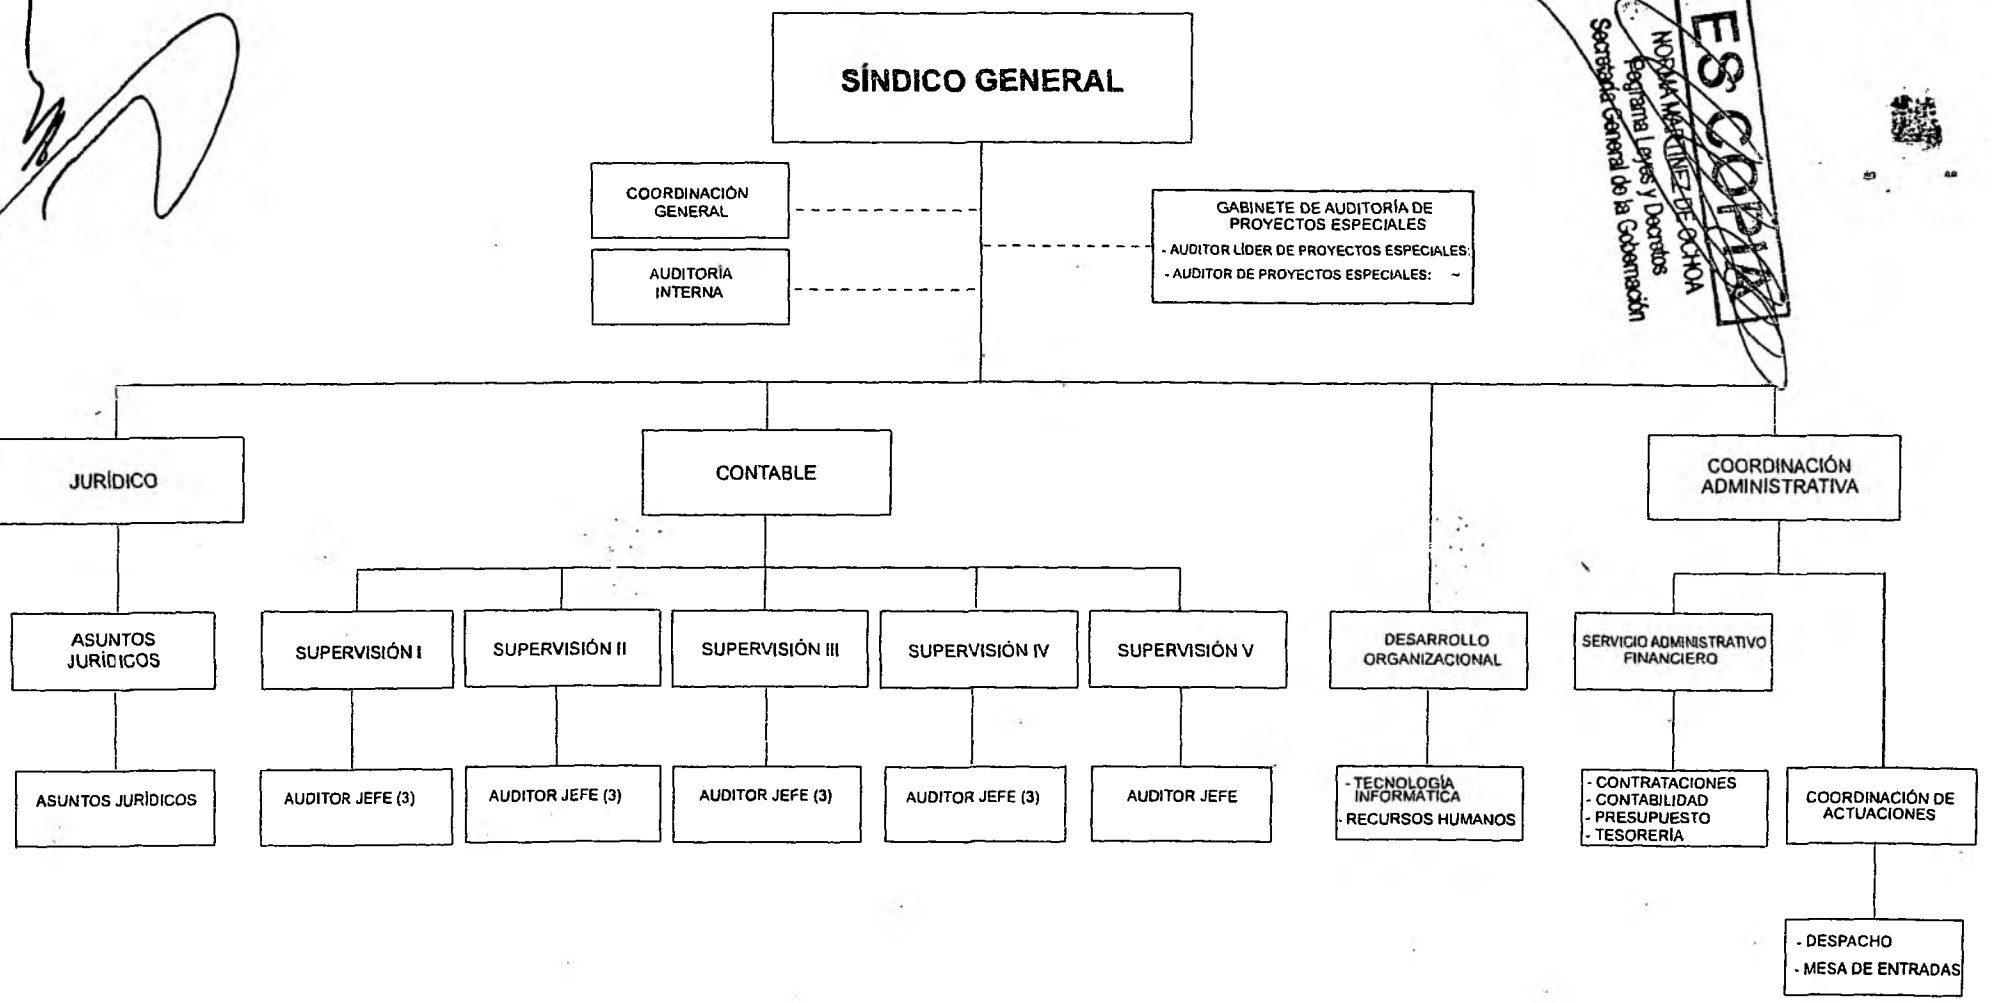 SÍNDICO GENERAL
ES COPIA
NORMA MARTINEZ DE OCHOA
Programa Leyes y Decretos
Secretaría General de la Gobernación
COORDINACIÓN
GENERAL
AUDITORÍA
INTERNA
GABINETE DE AUDITORÍA DE
PROYECTOS ESPECIALES
- AUDITOR LÍDER DE PROYECTOS ESPECIALES:
- AUDITOR DE PROYECTOS ESPECIALES: ~
JURÍDICO
CONTABLE
COORDINACIÓN
ADMINISTRATIVA
ASUNTOS
JURÍDICOS
SUPERVISIÓN I
SUPERVISIÓN II
SUPERVISIÓN III
SUPERVISIÓN IV
SUPERVISIÓN V
DESARROLLO
ORGANIZACIONAL
SERVICIO ADMINISTRATIVO
FINANCIERO
ASUNTOS JURÍDICOS
AUDITOR JEFE (3)
AUDITOR JEFE (3)
AUDITOR JEFE (3)
AUDITOR JEFE (3)
AUDITOR JEFE
- TECNOLOGÍA
INFORMÁTICA
- RECURSOS HUMANOS
- CONTRATACIONES
- CONTABILIDAD
- PRESUPUESTO
- TESORERÍA
COORDINACIÓN DE
ACTUACIONES
- DESPACHO
- MESA DE ENTRADAS